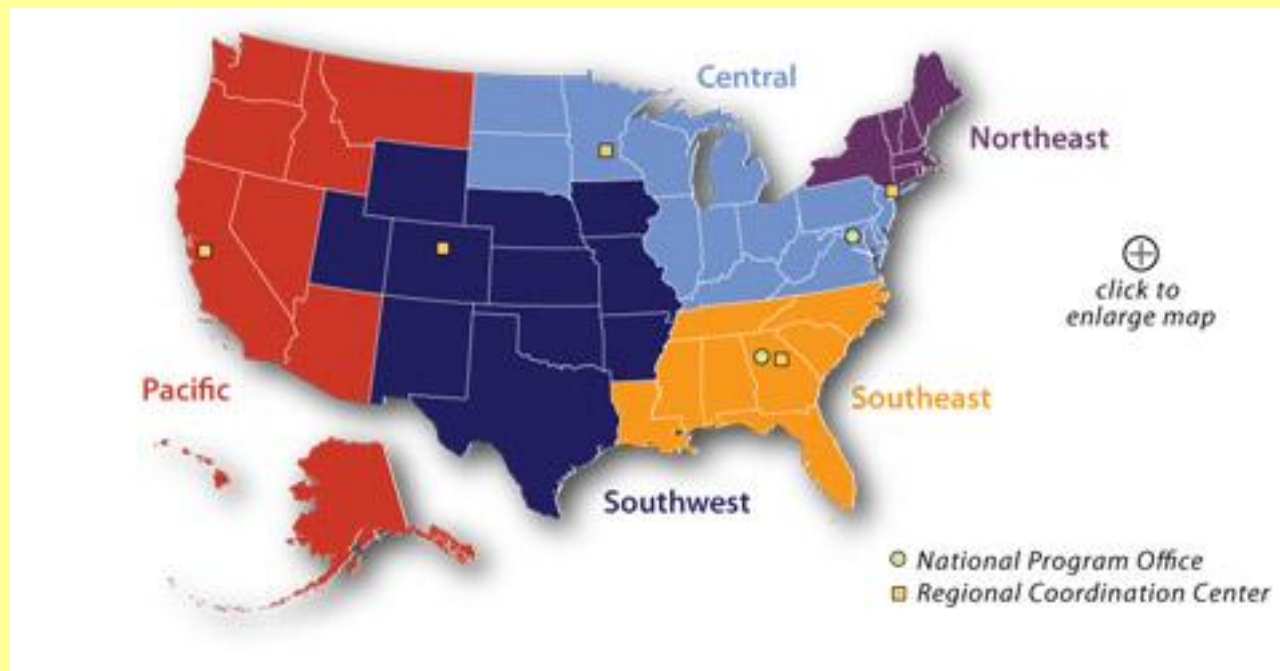 Central
Northeast
click to
enlarge map
Pacific
Southeast
Southwest
National Program Office
Regional Coordination Center